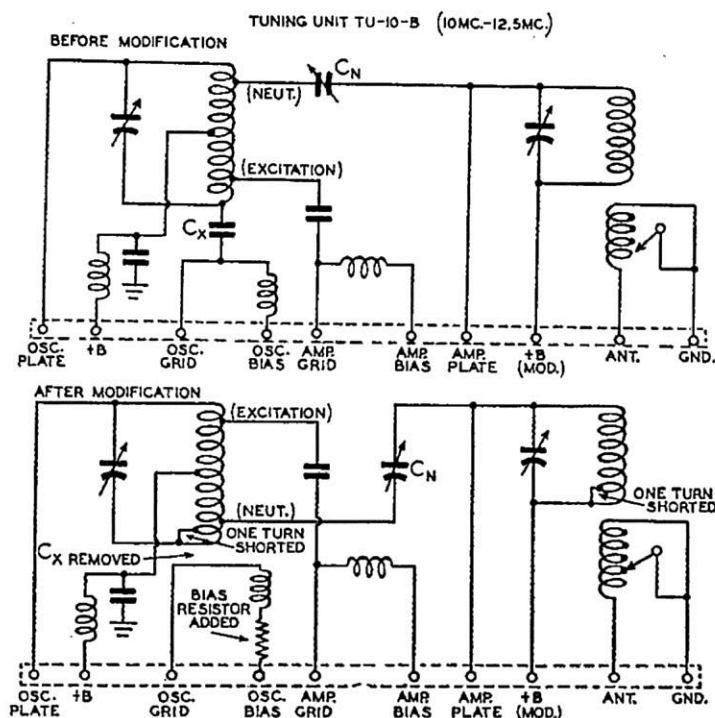 TUNING UNIT TU-10-B (10MC.-12.5MC.)
BEFORE MODIFICATION
CN
(NEUT.)
(EXCITATION)
CX
OSC. PLATE
+B
OSC. GRID
OSC. BIAS
AMP. GRID
AMP. BIAS
AMP. PLATE
+B (MOD.)
ANT.
GND.
AFTER MODIFICATION
(EXCITATION)
CN
(NEUT.)
ONE TURN SHORTED
ONE TURN SHORTED
CX REMOVED
BIAS RESISTOR ADDED
OSC. PLATE
+B
OSC. GRID
OSC. BIAS
AMP. GRID
AMP. BIAS
AMP. PLATE
+B (MOD.)
ANT.
GND.